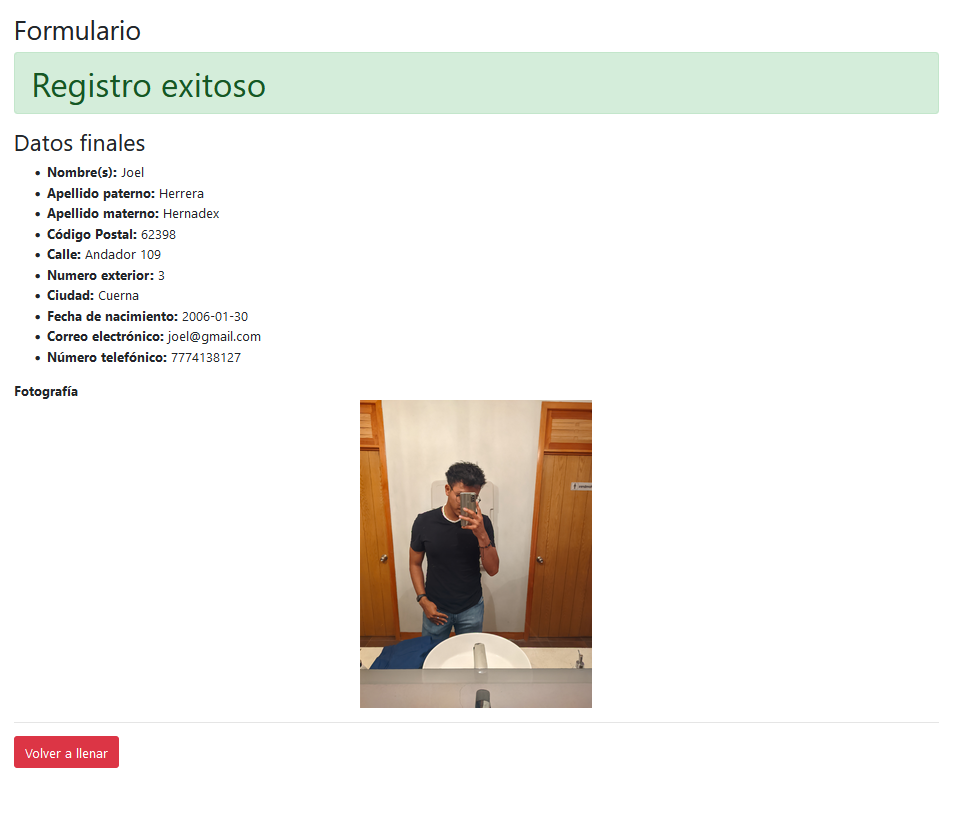 Formulario
Registro exitoso
Datos finales
Nombre(s): Joel
Apellido paterno: Herrera
Apellido materno: Hernadex
Código Postal: 62398
Calle: Andador 109
Numero exterior: 3
Ciudad: Cuerna
Fecha de nacimiento: 2006-01-30
Correo electrónico: joel@gmail.com
Número telefónico: 7774138127
Fotografía
Volver a llenar